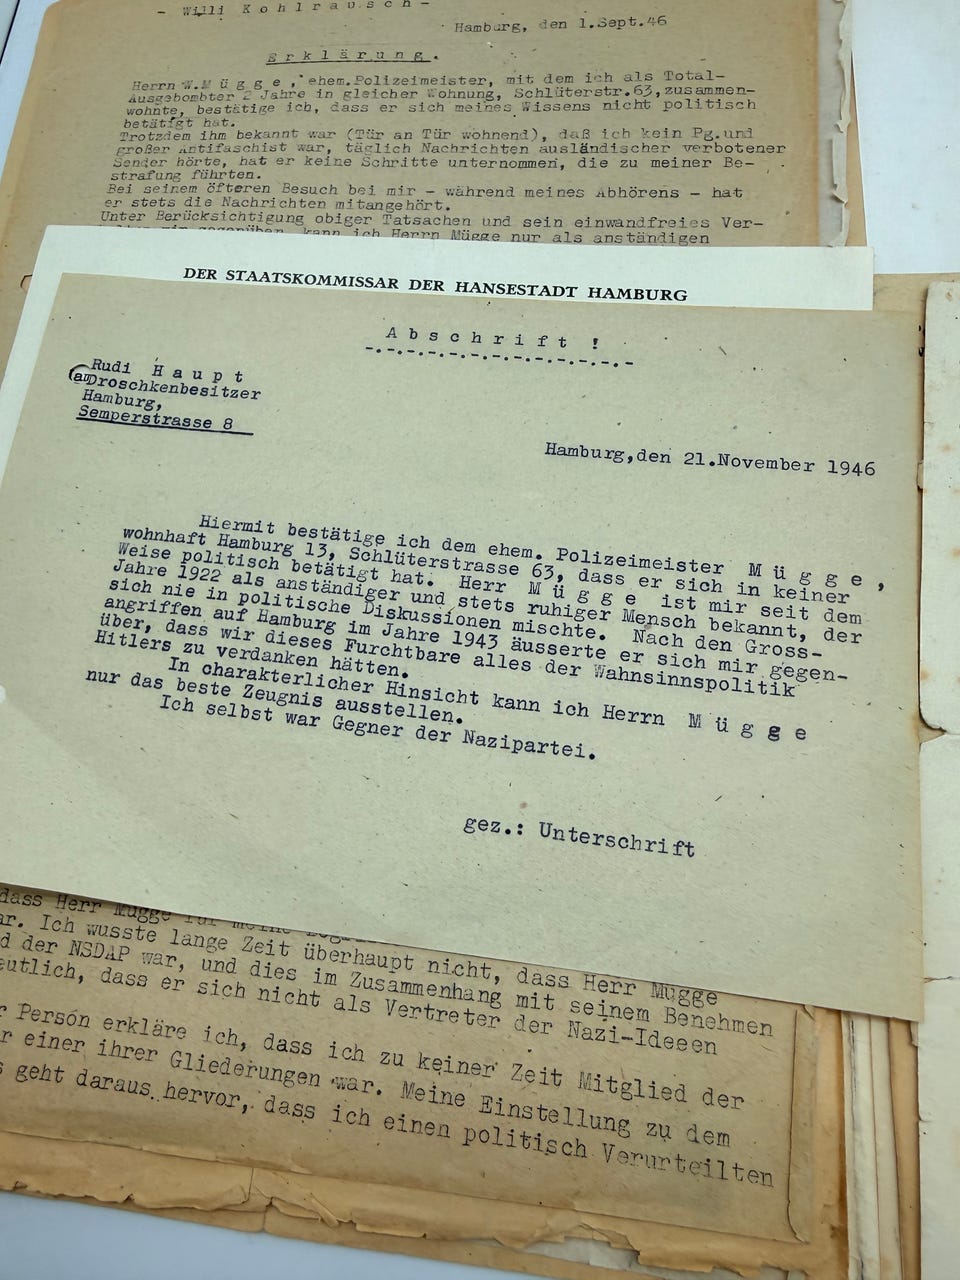 - Willi Kohlrausch -
Hamburg, den 1.Sept.46
Erklärung.
Herrn W.Mügge, ehem.Polizeimeister, mit dem ich als Total-
Ausgebombter 2 Jahre in gleicher Wohnung, Schlüterstr.63,zusammen-
wohnte, bestätige ich, dass er sich meines Wissens nicht politisch
betätigt hat.
Trotzdem ihm bekannt war (Tür an Tür wohnend), daß ich kein Pg.und
großer Antifaschist war, täglich Nachrichten ausländischer verbotener
Sender hörte, hat er keine Schritte unternommen, die zu meiner Be-
strafung führten.
Bei seinem öfteren Besuch bei mir - während meines Abhörens - hat
er stets die Nachrichten mitangehört.
Unter Berücksichtigung obiger Tatsachen und sein einwandfreies Ver-
mir gegenüber, kann ich Herrn Mügge nur als anständigen
DER STAATSKOMMISSAR DER HANSESTADT HAMBURG
Abschrift !
-.-.-.-.-.-.-.-.-.-.-.-.-
Rudi Haupt
Droschkenbesitzer
Hamburg,
Semperstrasse 8
Hamburg,den 21.November 1946
Hiermit bestätige ich dem ehem. Polizeimeister Mügge,
wohnhaft Hamburg 13, Schlüterstrasse 63, dass er sich in keiner
Weise politisch betätigt hat. Herr Mügge ist mir seit dem
Jahre 1922 als anständiger und stets ruhiger Mensch bekannt, der
sich nie in politische Diskussionen mischte. Nach den Gross-
angriffen auf Hamburg im Jahre 1943 äusserte er sich mir gegen-
über, dass wir dieses Furchtbare alles der Wahnsinnspolitik
Hitlers zu verdanken hätten.
In charakterlicher Hinsicht kann ich Herrn Mügge
nur das beste Zeugnis ausstellen.
Ich selbst war Gegner der Nazipartei.
gez.: Unterschrift
dass Herr Mügge für meine
ar. Ich wusste lange Zeit überhaupt nicht, dass Herr Mügge
d der NSDAP war, und dies im Zusammenhang mit seinem Benehmen
eutlich, dass er sich nicht als Vertreter der Nazi-Ideeen
r Person erkläre ich, dass ich zu keiner Zeit Mitglied der
r einer ihrer Gliederungen war. Meine Einstellung zu dem
s geht daraus hervor, dass ich einen politisch Verurteilten